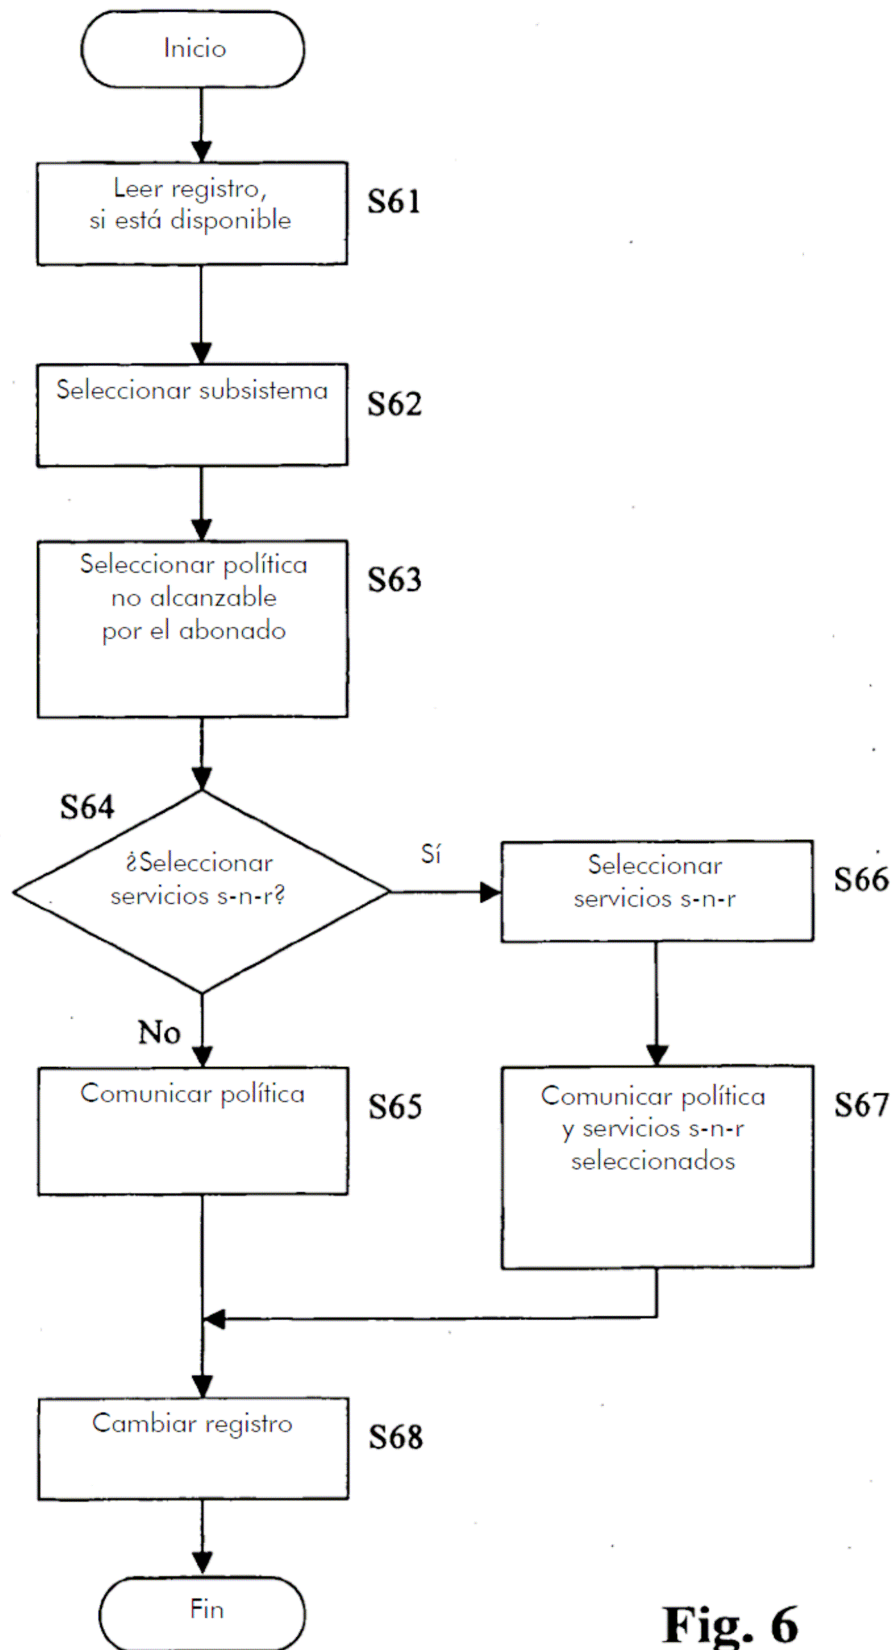 Inicio
Leer registro,
si está disponible
S61
Seleccionar subsistema
S62
Seleccionar política
no alcanzable
por el abonado
S63
S64
¿Seleccionar
servicios s-n-r?
Sí
Seleccionar
servicios s-n-r
S66
No
Comunicar política
S65
Comunicar política
y servicios s-n-r
seleccionados
S67
Cambiar registro
S68
Fin
Fig. 6